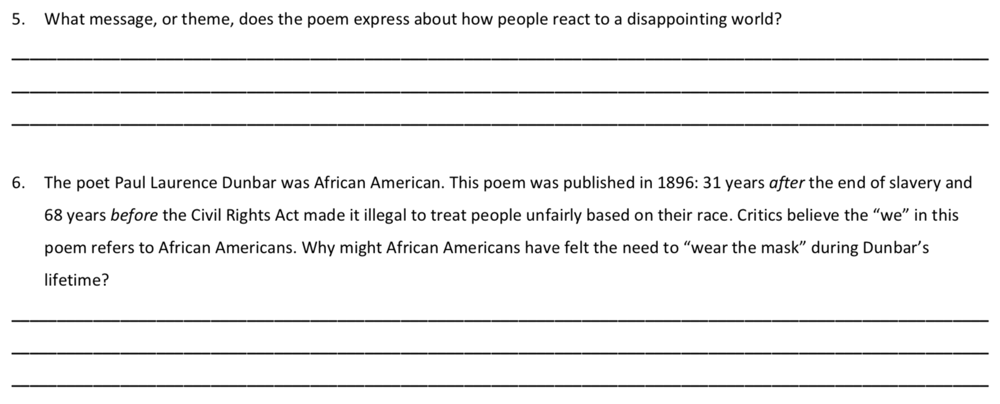 5. What message, or theme, does the poem express about how people react to a disappointing world?
6. The poet Paul Laurence Dunbar was African American. This poem was published in 1896: 31 years after the end of slavery and
68 years before the Civil Rights Act made it illegal to treat people unfairly based on their race. Critics believe the “we” in this
poem refers to African Americans. Why might African Americans have felt the need to “wear the mask” during Dunbar’s
lifetime?